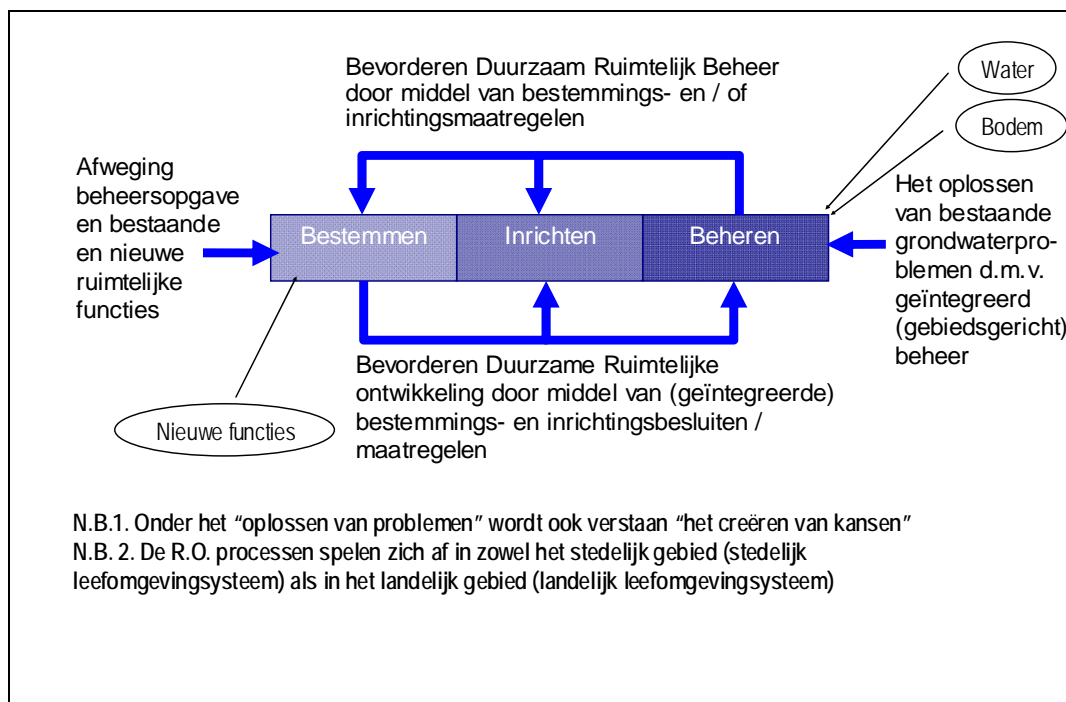 Bevorderen Duurzaam Ruimtelijk Beheer
door middel van bestemmings- en / of
inrichtingsmaatregelen
Water
Bodem
Afweging
beheersopgave
en bestaande
en nieuwe
ruimtelijke
functies
Bestemmen
Inrichten
Beheren
Het oplossen
van bestaande
grondwaterpro-
blemen d.m.v.
geïntegreerd
(gebiedsgericht)
beheer
Bevorderen Duurzame Ruimtelijke
ontwikkeling door middel van (geïntegreerde)
bestemmings- en inrichtingsbesluiten /
maatregelen
Nieuwe functies
N.B.1. Onder het “oplossen van problemen” wordt ook verstaan “het creëren van kansen”
N.B. 2. De R.O. processen spelen zich af in zowel het stedelijk gebied (stedelijk
leefomgevingsysteem) als in het landelijk gebied (landelijk leefomgevingsysteem)